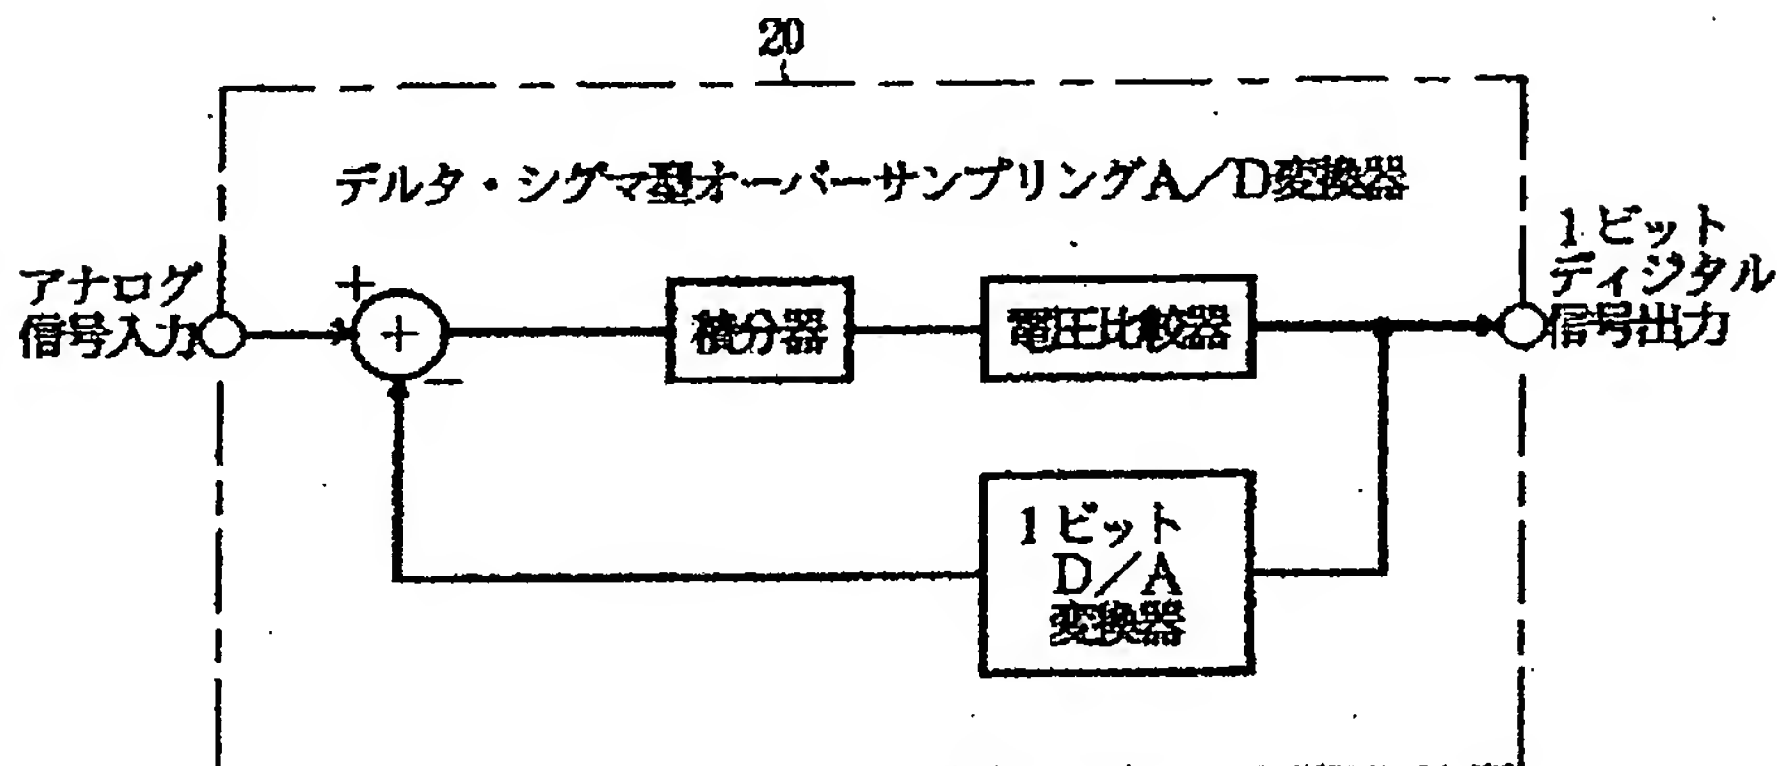 20
デルタ・シグマ型オーバーサンプリングA/D変換器
アナログ
信号入力
+
+
−
積分器
電圧比較器
1ビット
ディジタル
信号出力
1ビット
D/A
変換器